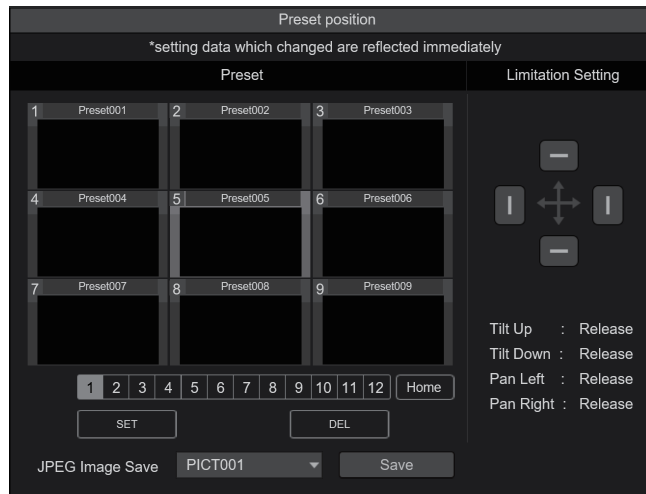 Preset position
*setting data which changed are reflected immediately
Preset
Limitation Setting
1 Preset001
2 Preset002
3 Preset003
4 Preset004
5 Preset005
6 Preset006
7 Preset007
8 Preset008
9 Preset009
1 2 3 4 5 6 7 8 9 10 11 12 Home
SET DEL
JPEG Image Save PICT001 Save
Tilt Up : Release
Tilt Down : Release
Pan Left : Release
Pan Right : Release